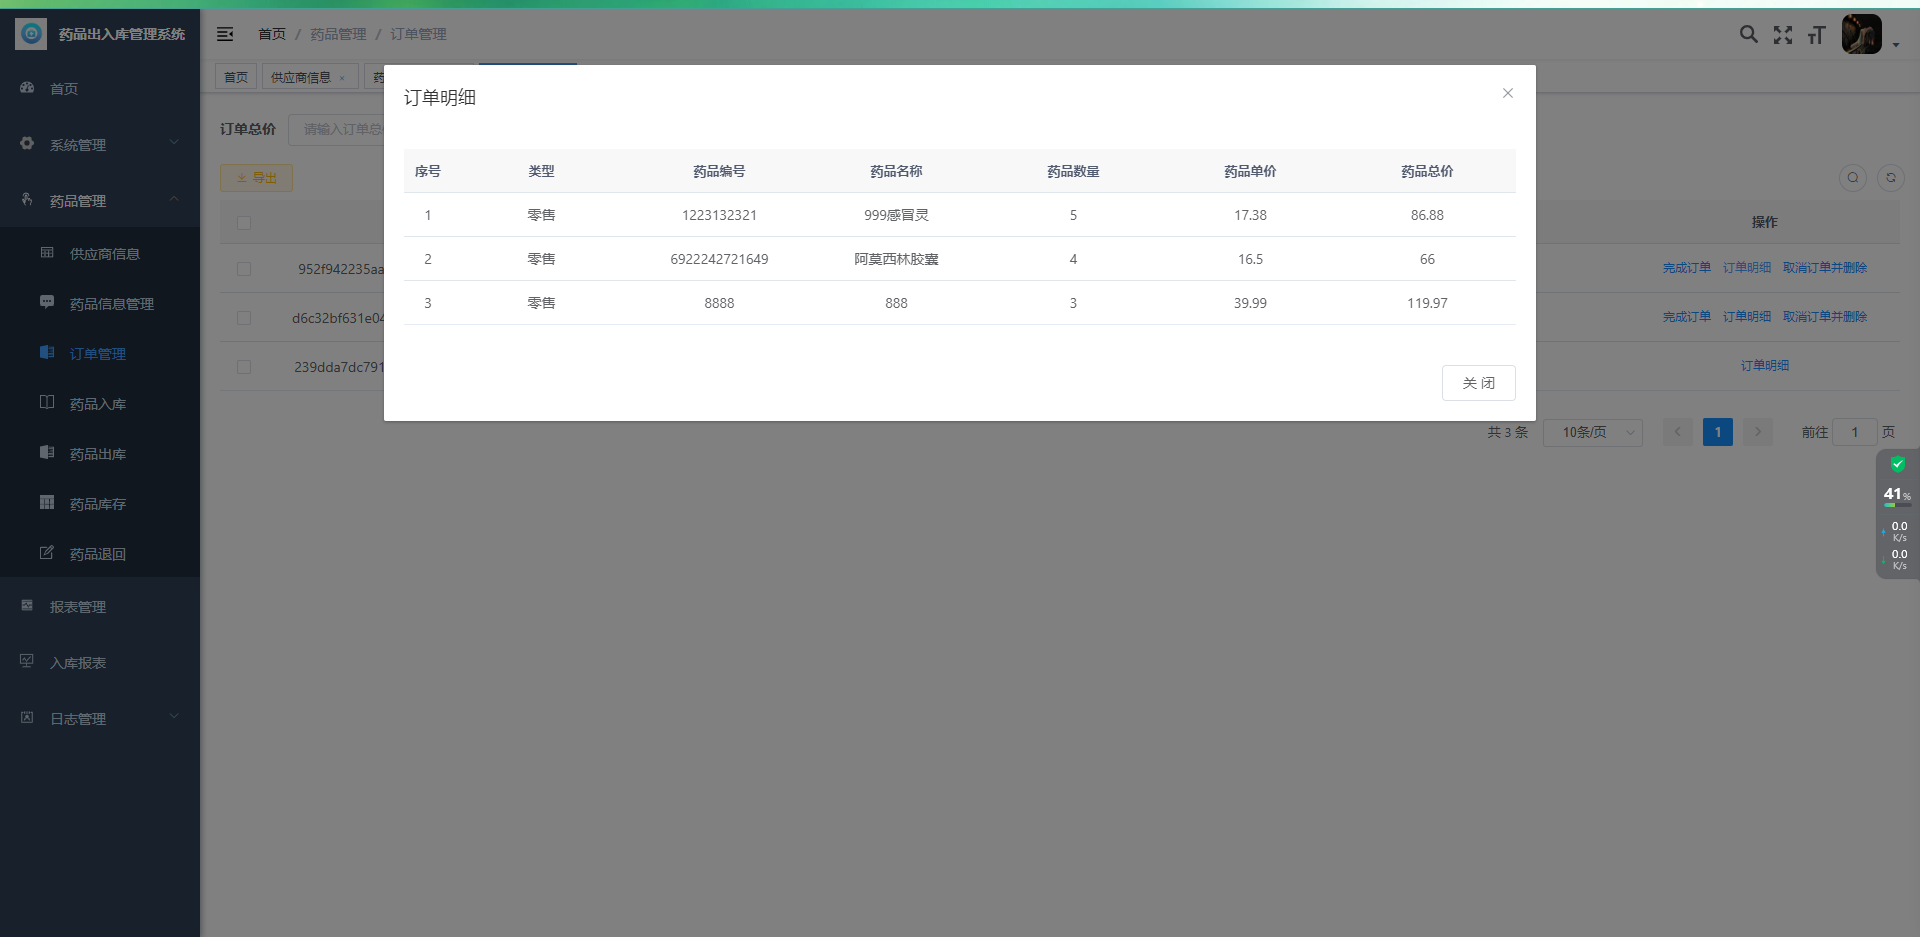 药品出入库管理系统
首页 / 药品管理 / 订单管理
首页
供应商信息 ×
首页
系统管理
药品管理
供应商信息
药品信息管理
订单管理
药品入库
药品出库
药品库存
药品退回
报表管理
入库报表
日志管理
订单总价 请输入订单总
导出
订单明细
序号 类型 药品编号 药品名称 药品数量 药品单价 药品总价
1 零售 1223132321 999感冒灵 5 17.38 86.88
2 零售 6922242721649 阿莫西林胶囊 4 16.5 66
3 零售 8888 888 3 39.99 119.97
关 闭
操作
952f942235aa 完成订单 订单明细 取消订单并删除
d6c32bf631e04 完成订单 订单明细 取消订单并删除
239dda7dc791 订单明细
共 3 条 10条/页 1 前往 1 页
41%
0.0
K/s
0.0
K/s